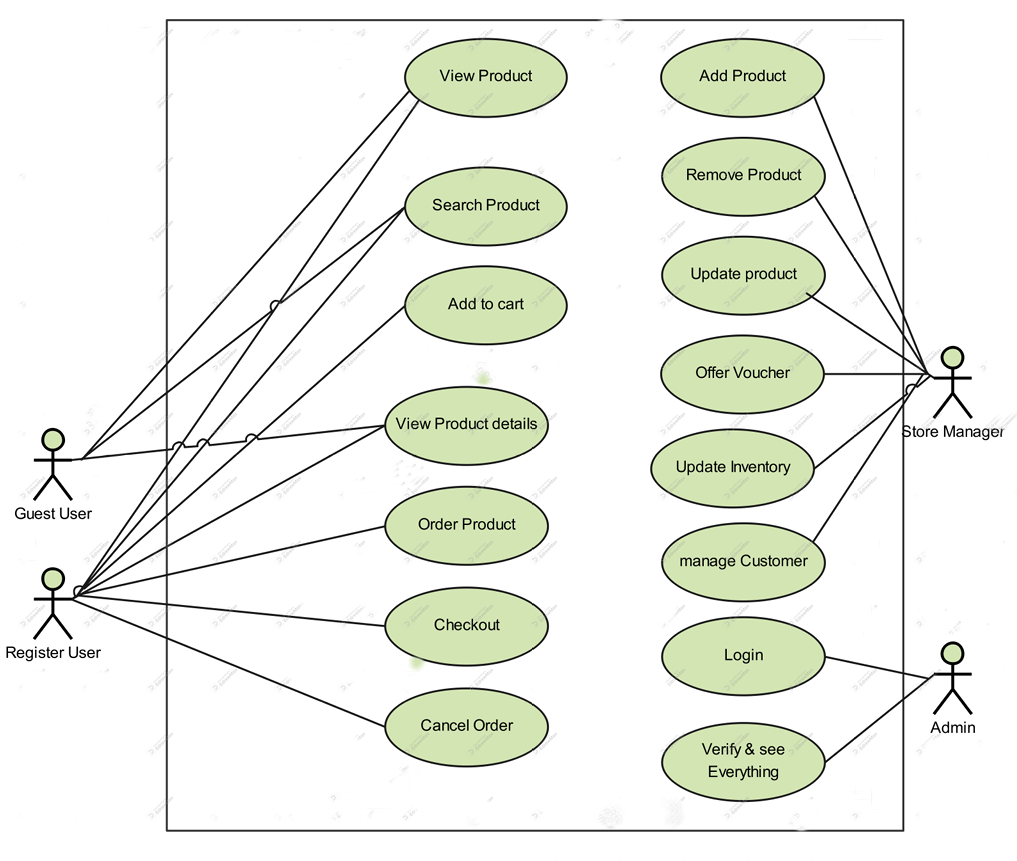 View Product
Search Product
Add to cart
View Product details
Order Product
Checkout
Cancel Order
Add Product
Remove Product
Update product
Offer Voucher
Update Inventory
manage Customer
Login
Verify & see
Everything
Guest User
Register User
Store Manager
Admin